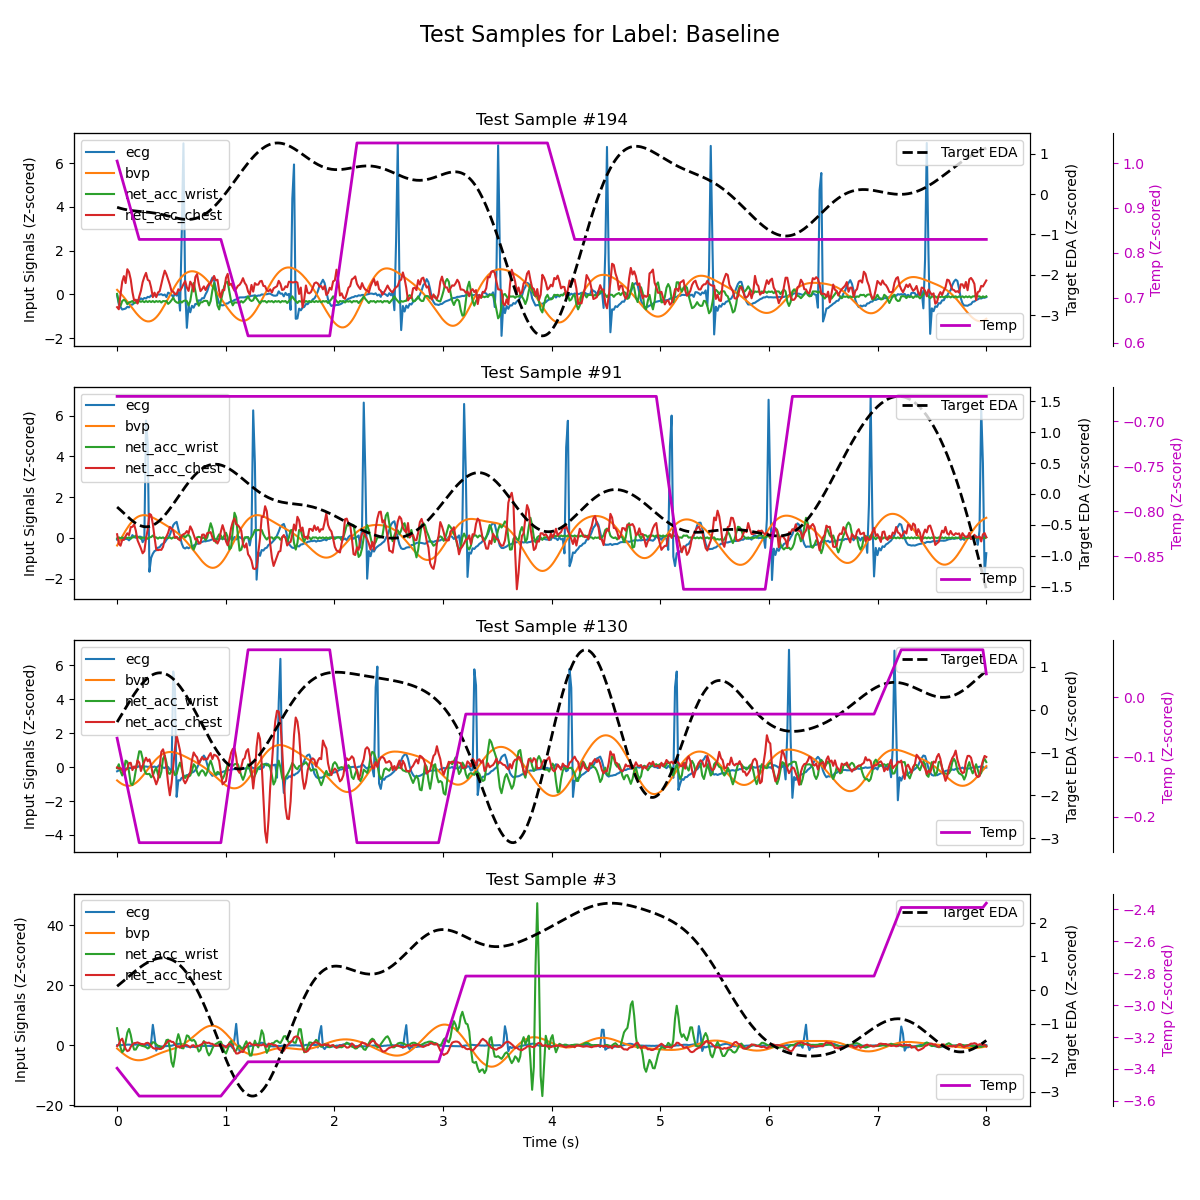 Test Samples for Label: Baseline
Test Sample #194
ecg
bvp
net_acc_wrist
net_acc_chest
Target EDA
Temp
Input Signals (Z-scored)
6
4
2
0
−2
Target EDA (Z-scored)
1
0
−1
−2
−3
Temp (Z-scored)
1.0
0.9
0.8
0.7
0.6
Test Sample #91
ecg
bvp
net_acc_wrist
net_acc_chest
Target EDA
Temp
Input Signals (Z-scored)
6
4
2
0
−2
Target EDA (Z-scored)
1.5
1.0
0.5
0.0
−0.5
−1.0
−1.5
Temp (Z-scored)
−0.70
−0.75
−0.80
−0.85
Test Sample #130
ecg
bvp
net_acc_wrist
net_acc_chest
Target EDA
Temp
Input Signals (Z-scored)
6
4
2
0
−2
−4
Target EDA (Z-scored)
1
0
−1
−2
−3
Temp (Z-scored)
0.0
−0.1
−0.2
Test Sample #3
ecg
bvp
net_acc_wrist
net_acc_chest
Target EDA
Temp
Input Signals (Z-scored)
40
20
0
−20
Target EDA (Z-scored)
2
1
0
−1
−2
−3
Temp (Z-scored)
−2.4
−2.6
−2.8
−3.0
−3.2
−3.4
−3.6
0 1 2 3 4 5 6 7 8
Time (s)